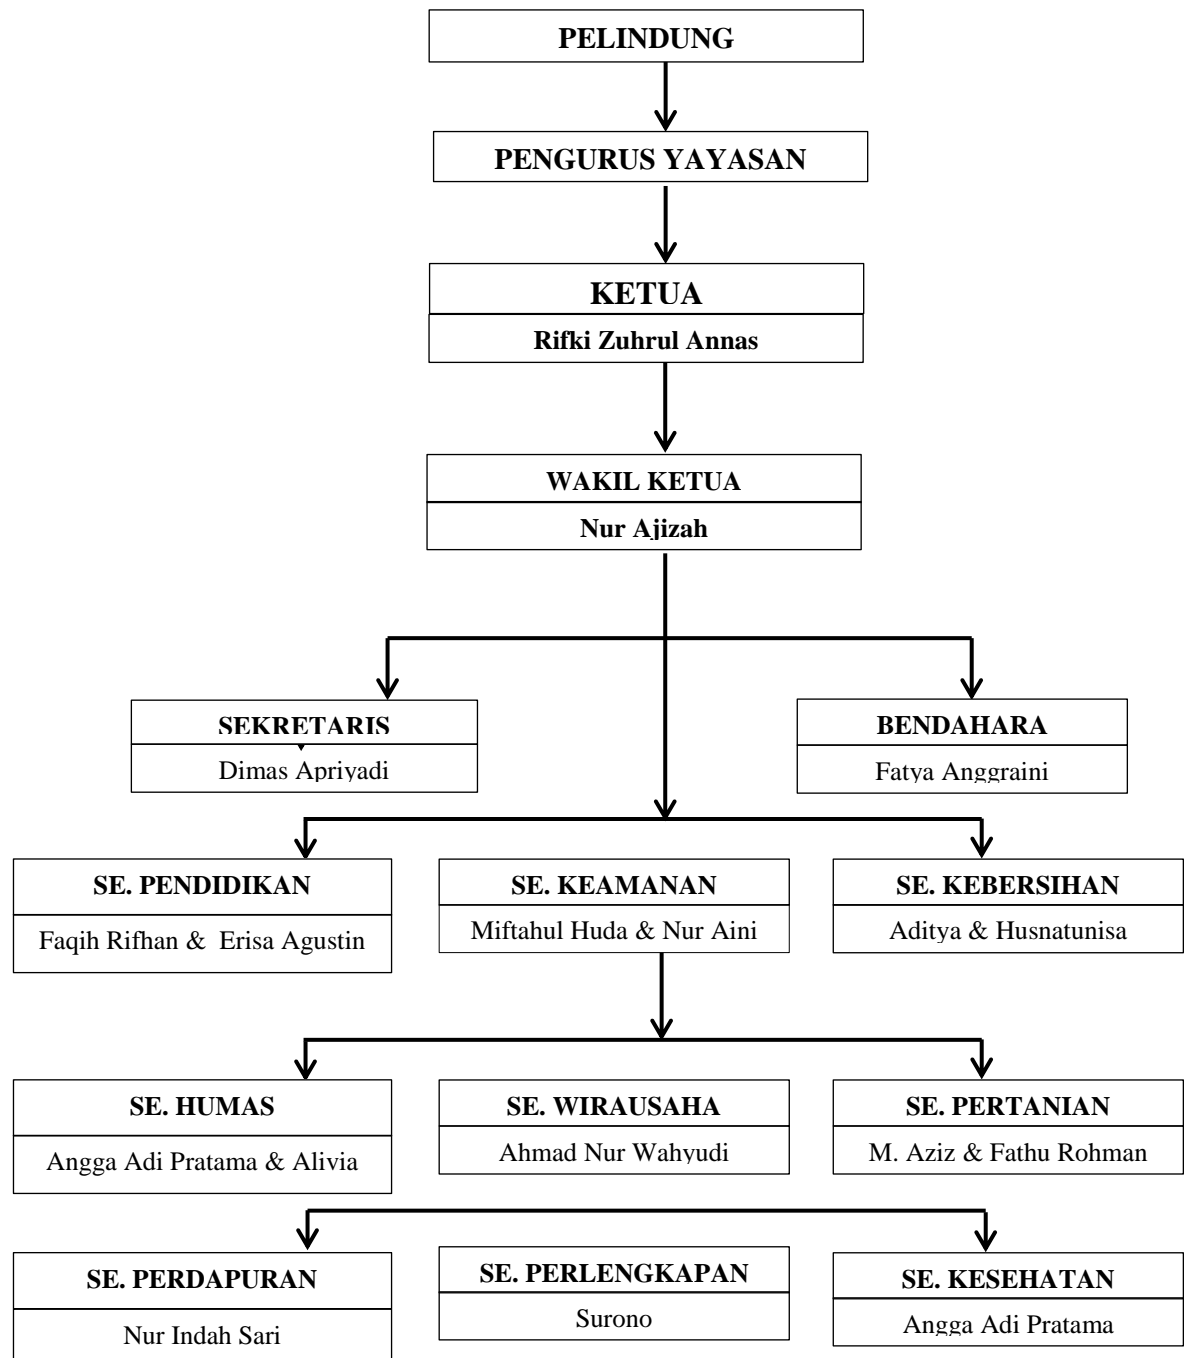 PELINDUNG
PENGURUS YAYASAN
KETUA
Rifki Zuhrul Annas
WAKIL KETUA
Nur Ajizah
SEKRETARIS
Dimas Apriyadi
BENDAHARA
Fatya Anggraini
SE. PENDIDIKAN
Faqih Rifhan & Erisa Agustin
SE. KEAMANAN
Miftahul Huda & Nur Aini
SE. KEBERSIHAN
Aditya & Husnatunisa
SE. HUMAS
Angga Adi Pratama & Alivia
SE. WIRAUSAHA
Ahmad Nur Wahyudi
SE. PERTANIAN
M. Aziz & Fathu Rohman
SE. PERDAPURAN
Nur Indah Sari
SE. PERLENGKAPAN
Surono
SE. KESEHATAN
Angga Adi Pratama